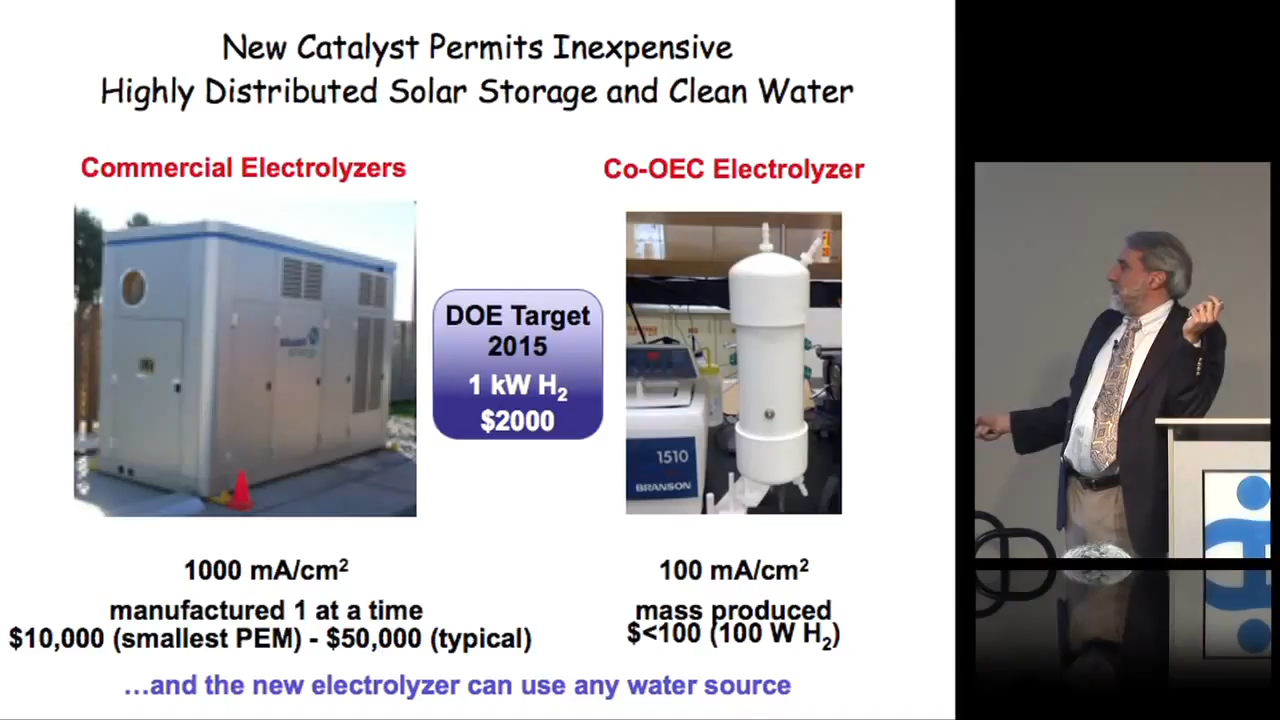 New Catalyst Permits Inexpensive
Highly Distributed Solar Storage and Clean Water
Commercial Electrolyzers
Co-OEC Electrolyzer
DOE Target
2015
1 kW H₂
$2000
1510
BRANSON
1000 mA/cm²
manufactured 1 at a time
$10,000 (smallest PEM) - $50,000 (typical)
100 mA/cm²
mass produced
$<100 (100 W H₂)
…and the new electrolyzer can use any water source